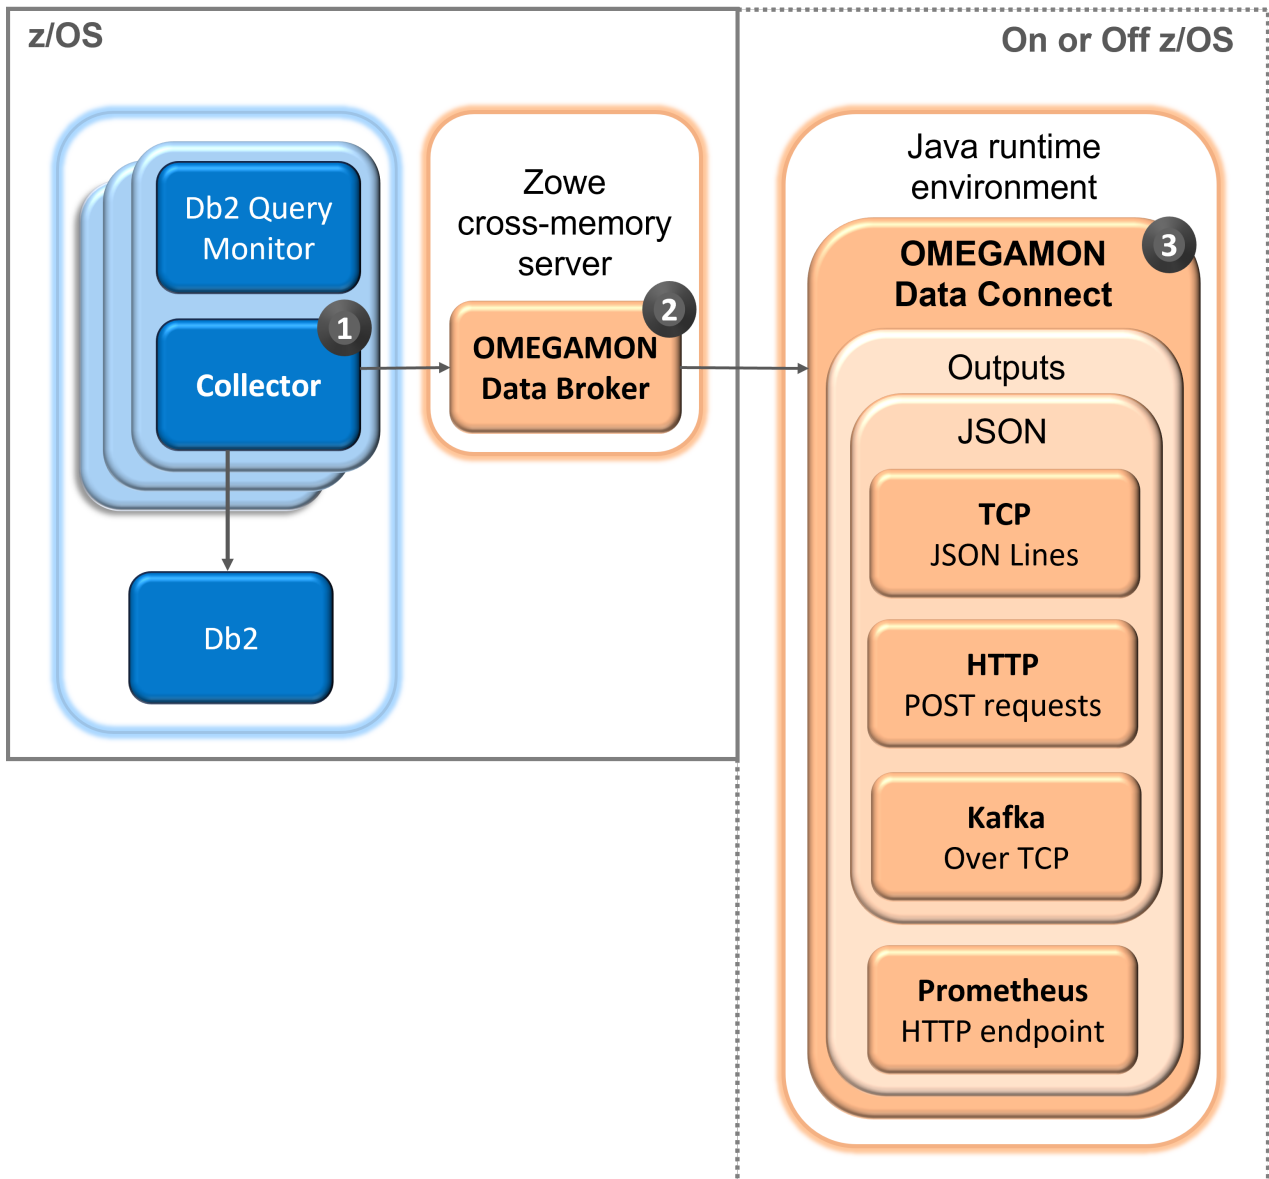 z/OS
On or Off z/OS
Db2 Query
Monitor
1
Collector
Db2
Zowe
cross-memory
server
2
OMEGAMON
Data Broker
Java runtime
environment
3
OMEGAMON
Data Connect
Outputs
JSON
TCP
JSON Lines
HTTP
POST requests
Kafka
Over TCP
Prometheus
HTTP endpoint